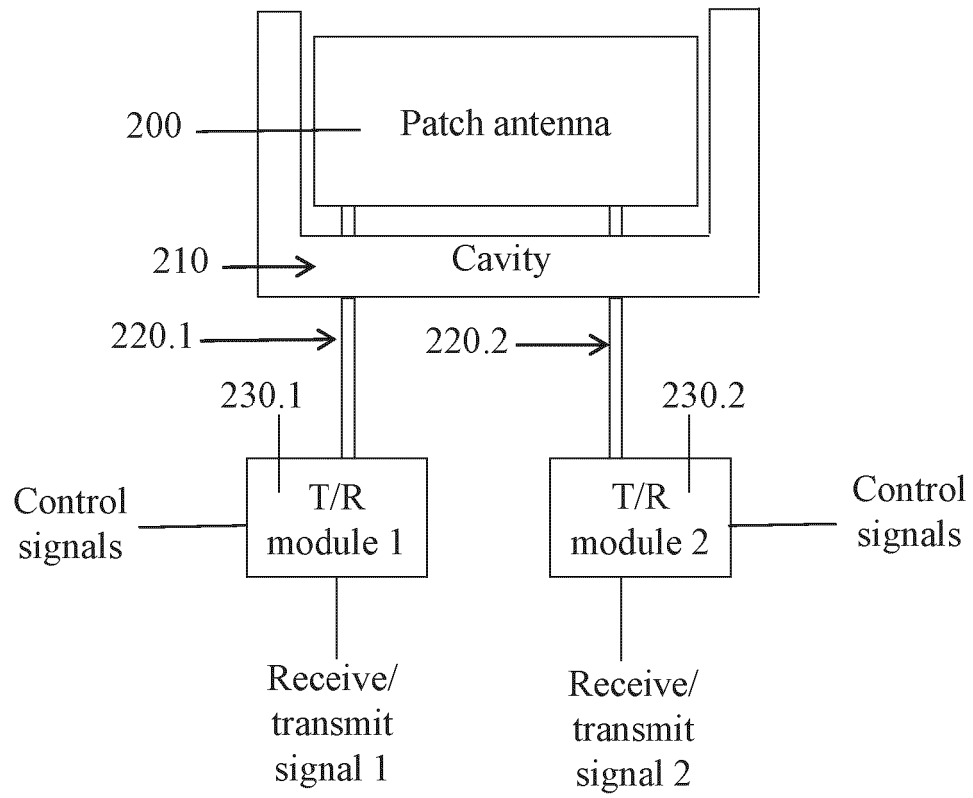 200
Patch antenna
210
Cavity
220.1
220.2
230.1
230.2
Control
signals
T/R
module 1
T/R
module 2
Control
signals
Receive/
transmit
signal 1
Receive/
transmit
signal 2